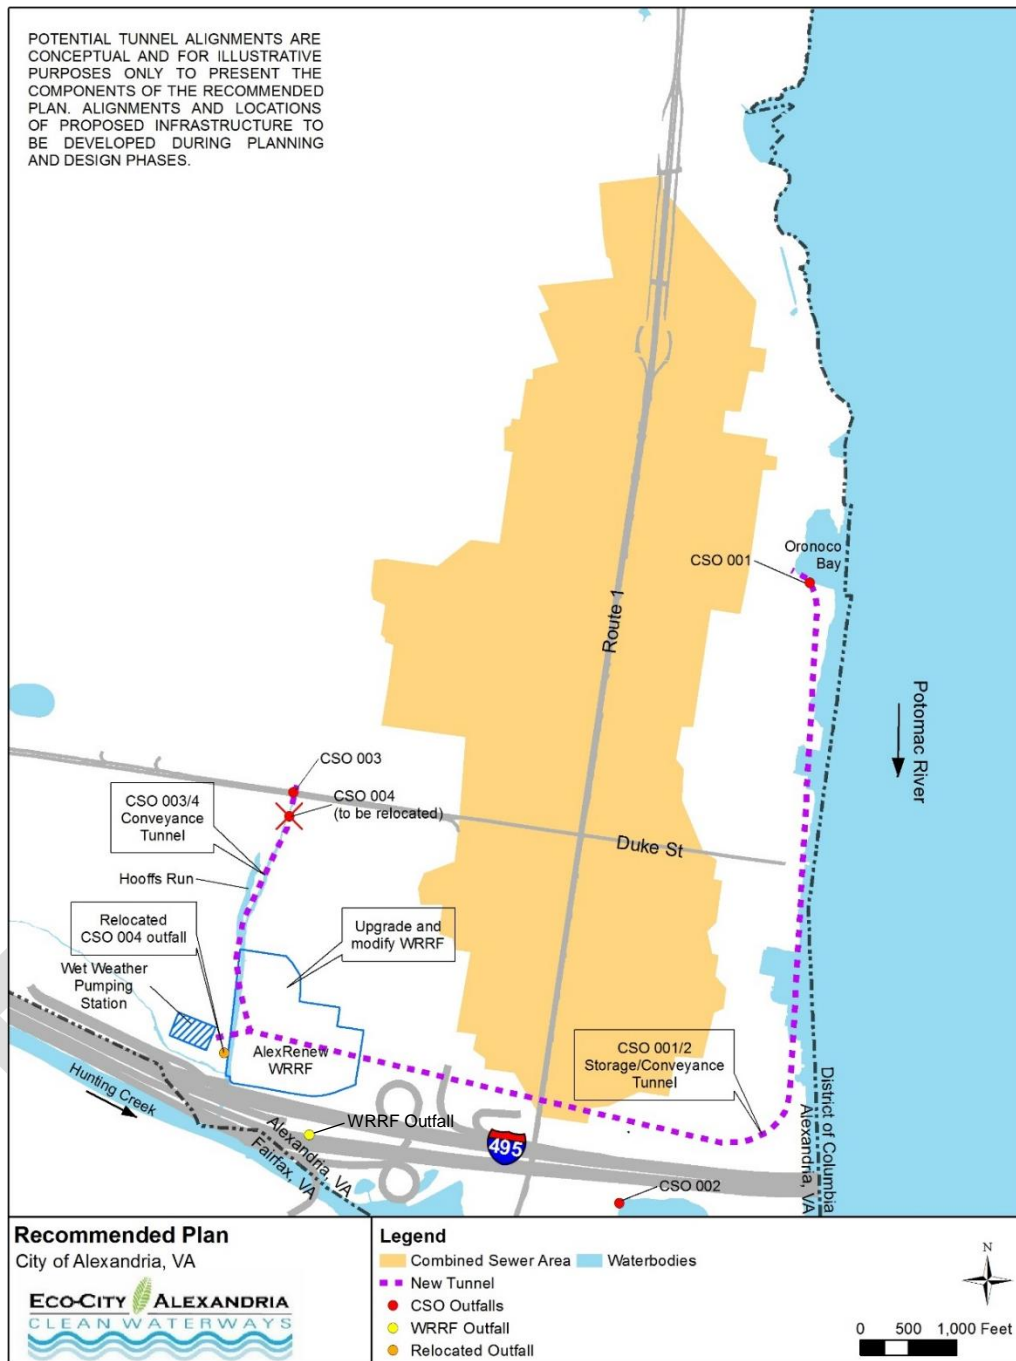 POTENTIAL TUNNEL ALIGNMENTS ARE
CONCEPTUAL AND FOR ILLUSTRATIVE
PURPOSES ONLY TO PRESENT THE
COMPONENTS OF THE RECOMMENDED
PLAN. ALIGNMENTS AND LOCATIONS
OF PROPOSED INFRASTRUCTURE TO
BE DEVELOPED DURING PLANNING
AND DESIGN PHASES.
Oronoco
Bay
CSO 001
Route 1
Potomac River
CSO 003
CSO 004
(to be relocated)
CSO 003/4
Conveyance
Tunnel
Duke St
Hooffs Run
Relocated
CSO 004 outfall
Upgrade and
modify WRRF
Wet Weather
Pumping
Station
AlexRenew
WRRF
CSO 001/2
Storage/Conveyance
Tunnel
Hunting Creek
WRRF Outfall
Alexandria, VA
Fairfax, VA
495
District of Columbia
Alexandria, VA
CSO 002
Recommended Plan
City of Alexandria, VA
ECO-CITY ALEXANDRIA
CLEAN WATERWAYS
Legend
Combined Sewer Area
Waterbodies
New Tunnel
CSO Outfalls
WRRF Outfall
Relocated Outfall
N
0 500 1,000 Feet